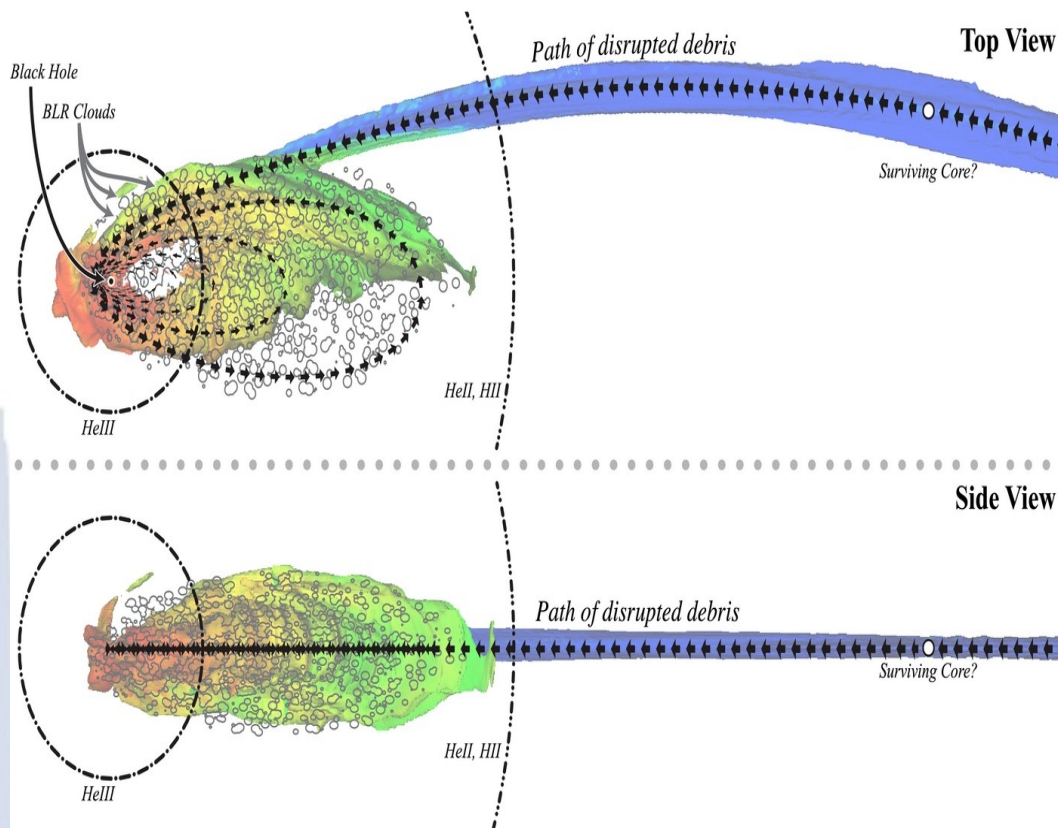 Top View
Path of disrupted debris
Black Hole
BLR Clouds
Surviving Core?
HeII, HII
HeIII
Side View
Path of disrupted debris
Surviving Core?
HeII, HII
HeIII